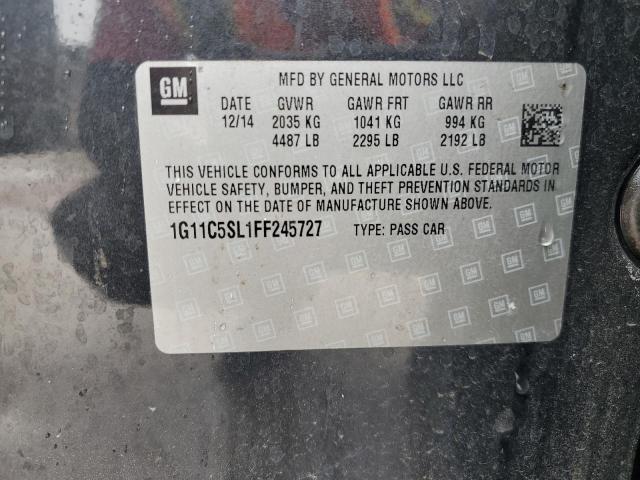 GM
MFD BY GENERAL MOTORS LLC
DATE GVWR GAWR FRT GAWR RR
12/14 2035 KG 1041 KG 994 KG
4487 LB 2295 LB 2192 LB
THIS VEHICLE CONFORMS TO ALL APPLICABLE U.S. FEDERAL MOTOR
VEHICLE SAFETY, BUMPER, AND THEFT PREVENTION STANDARDS IN
EFFECT ON THE DATE OF MANUFACTURE SHOWN ABOVE.
1G11C5SL1FF245727 TYPE: PASS CAR